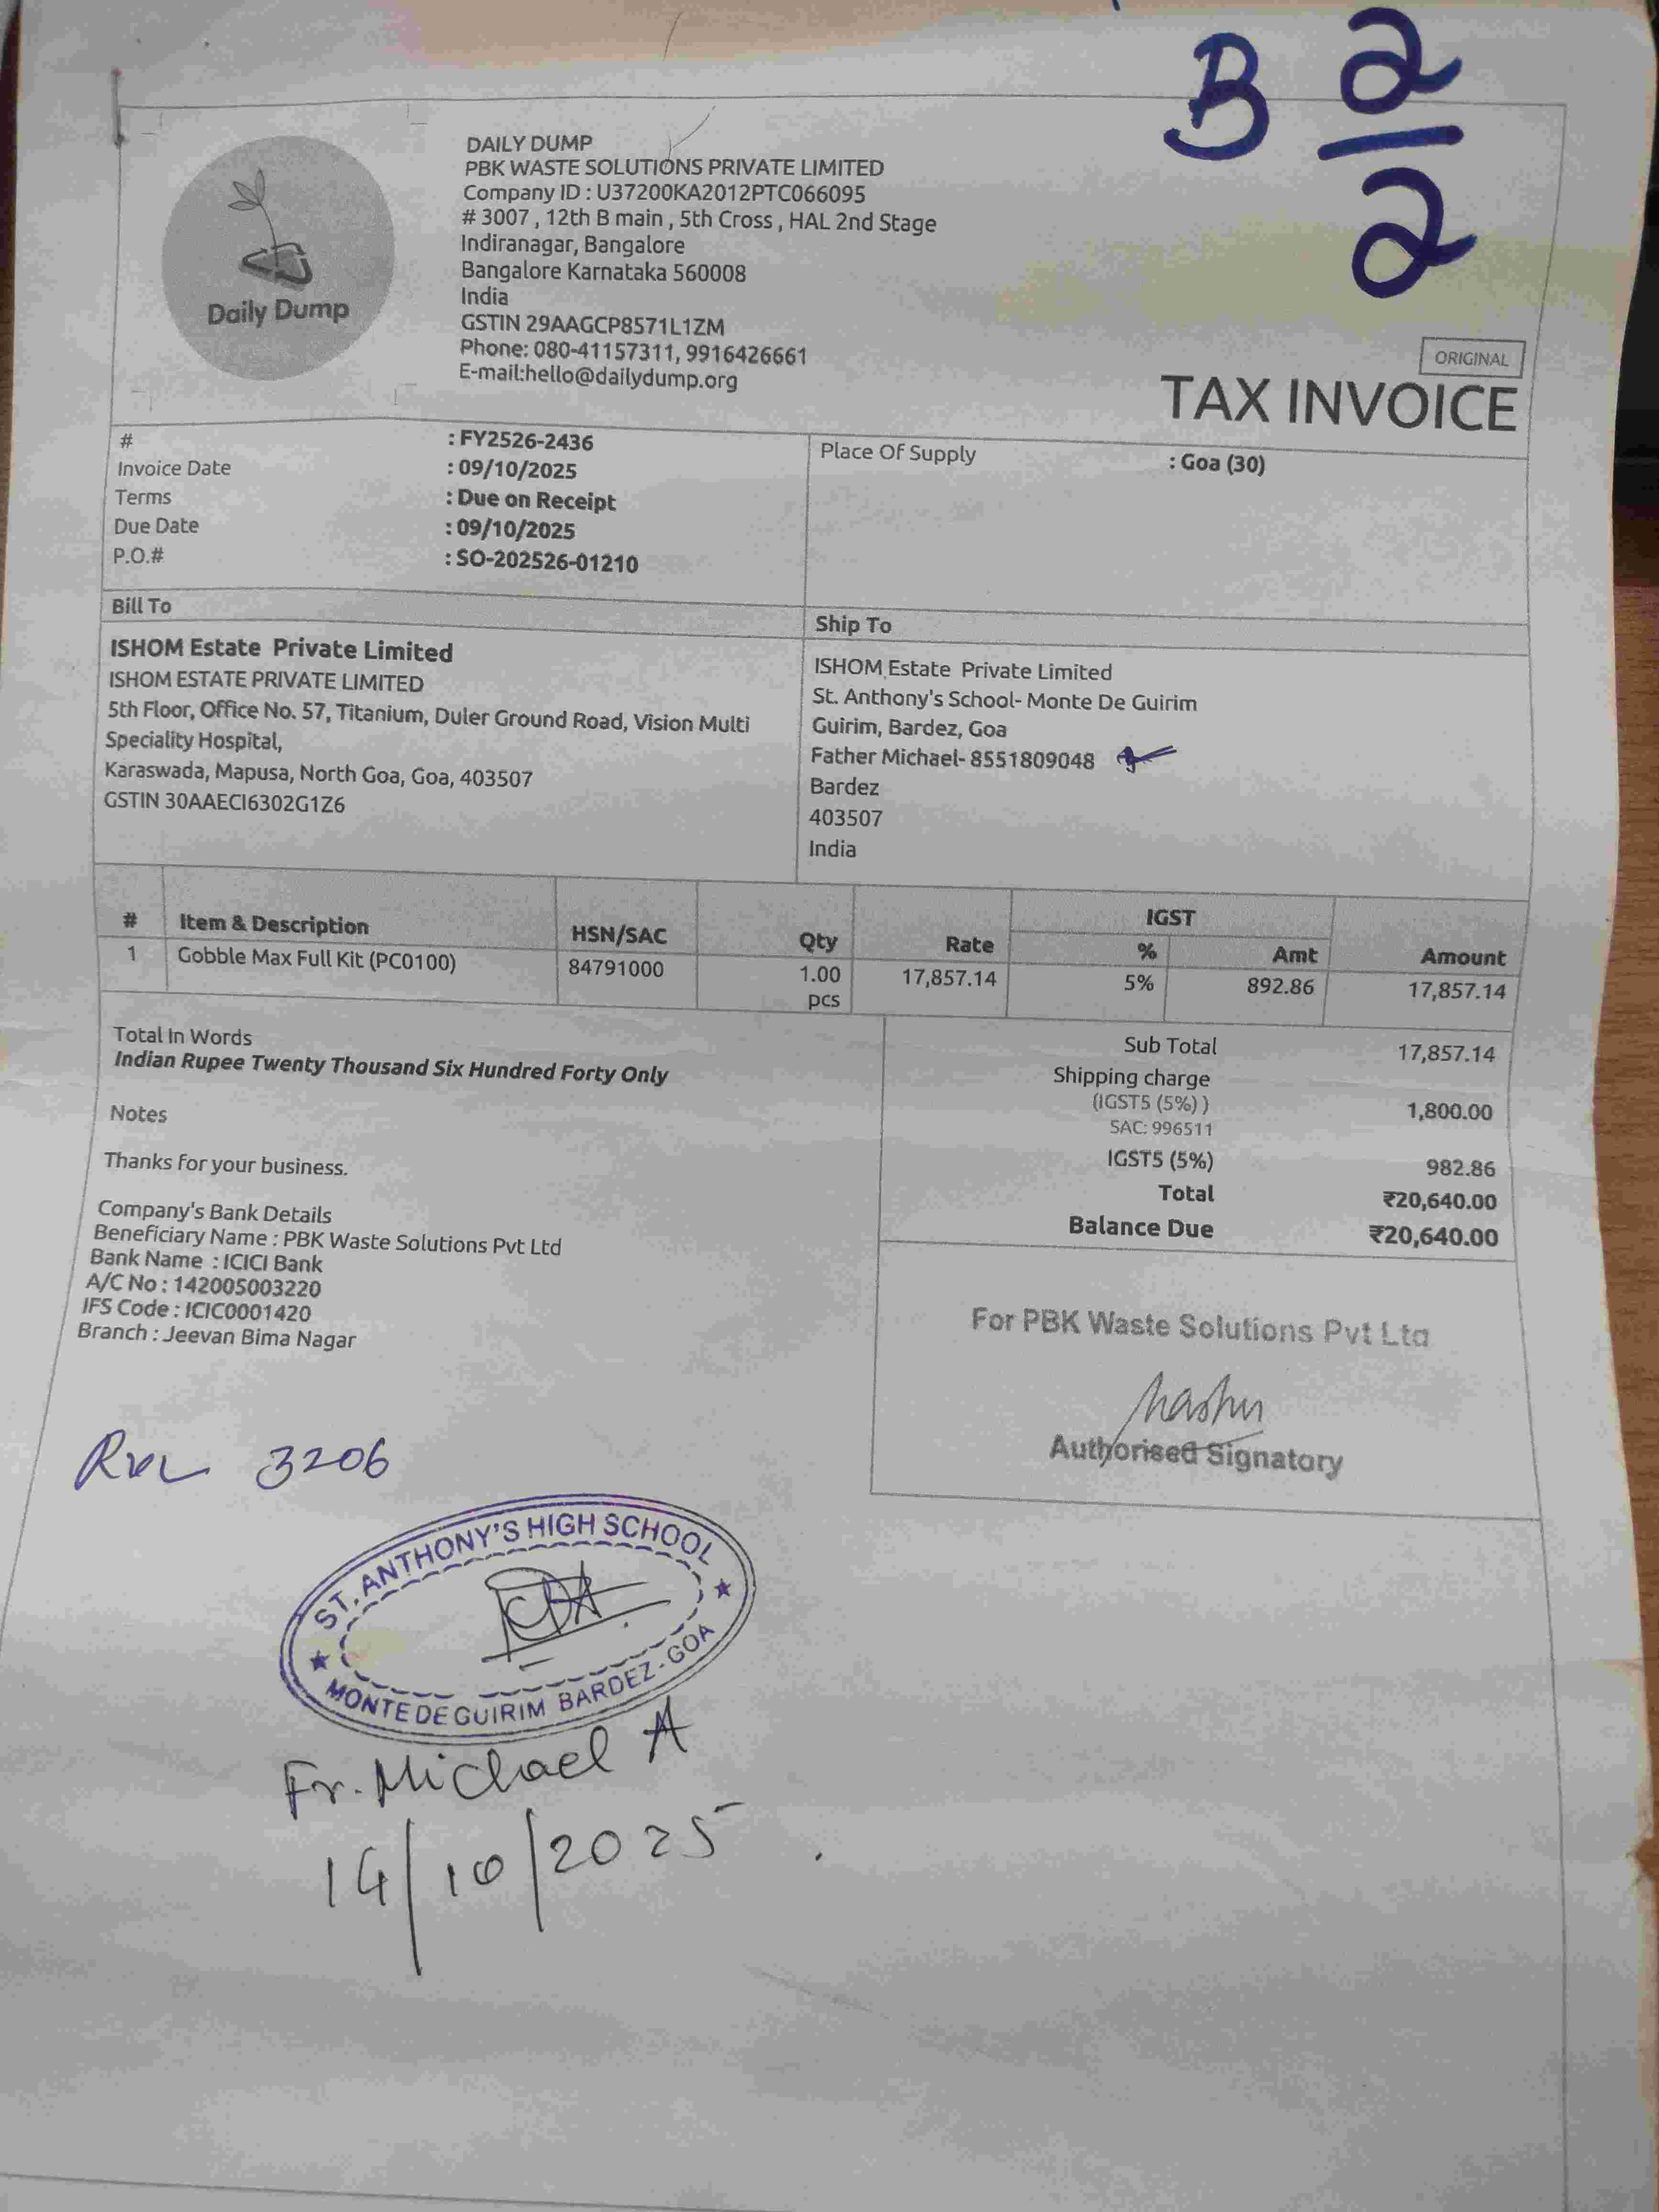 B 2/2
DAILY DUMP
PBK WASTE SOLUTIONS PRIVATE LIMITED
Company ID : U37200KA2012PTC066095
# 3007 , 12th B main , 5th Cross , HAL 2nd Stage
Indiranagar, Bangalore
Bangalore Karnataka 560008
India
GSTIN 29AAGCP8571L1ZM
Phone: 080-41157311, 9916426661
E-mail:hello@dailydump.org
Daily Dump
ORIGINAL
TAX INVOICE
# : FY2526-2436
Invoice Date : 09/10/2025
Terms : Due on Receipt
Due Date : 09/10/2025
P.O.# : SO-202526-01210
Place Of Supply : Goa (30)
Bill To
ISHOM Estate Private Limited
ISHOM ESTATE PRIVATE LIMITED
5th Floor, Office No. 57, Titanium, Duler Ground Road, Vision Multi
Speciality Hospital,
Karaswada, Mapusa, North Goa, Goa, 403507
GSTIN 30AAECI6302G1Z6
Ship To
ISHOM Estate Private Limited
St. Anthony's School- Monte De Guirim
Guirim, Bardez, Goa
Father Michael- 8551809048
Bardez
403507
India
# Item & Description HSN/SAC Qty Rate IGST % Amt Amount
1 Gobble Max Full Kit (PC0100) 84791000 1.00 pcs 17,857.14 5% 892.86 17,857.14
Total In Words
Indian Rupee Twenty Thousand Six Hundred Forty Only
Notes
Thanks for your business.
Company's Bank Details
Beneficiary Name : PBK Waste Solutions Pvt Ltd
Bank Name : ICICI Bank
A/C No : 142005003220
IFS Code : ICIC0001420
Branch : Jeevan Bima Nagar
Sub Total 17,857.14
Shipping charge
(IGST5 (5%) ) 1,800.00
SAC: 996511
IGST5 (5%) 982.86
Total ₹20,640.00
Balance Due ₹20,640.00
For PBK Waste Solutions Pvt Ltd
Authorised Signatory
3206
ST. ANTHONY'S HIGH SCHOOL
MONTE DE GUIRIM BARDEZ - GOA
Fr. Michael A
14/10/2025